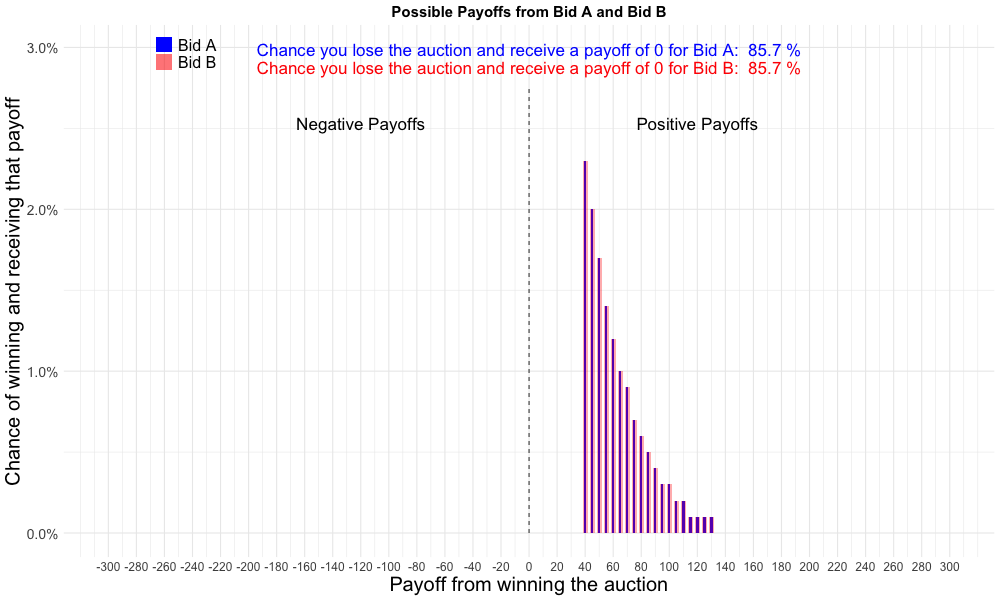 Possible Payoffs from Bid A and Bid B
Bid A
Bid B
Chance you lose the auction and receive a payoff of 0 for Bid A:  85.7 %
Chance you lose the auction and receive a payoff of 0 for Bid B:  85.7 %
Negative Payoffs
Positive Payoffs
Chance of winning and receiving that payoff
3.0%
2.0%
1.0%
0.0%
-300 -280 -260 -240 -220 -200 -180 -160 -140 -120 -100 -80 -60 -40 -20 0 20 40 60 80 100 120 140 160 180 200 220 240 260 280 300
Payoff from winning the auction